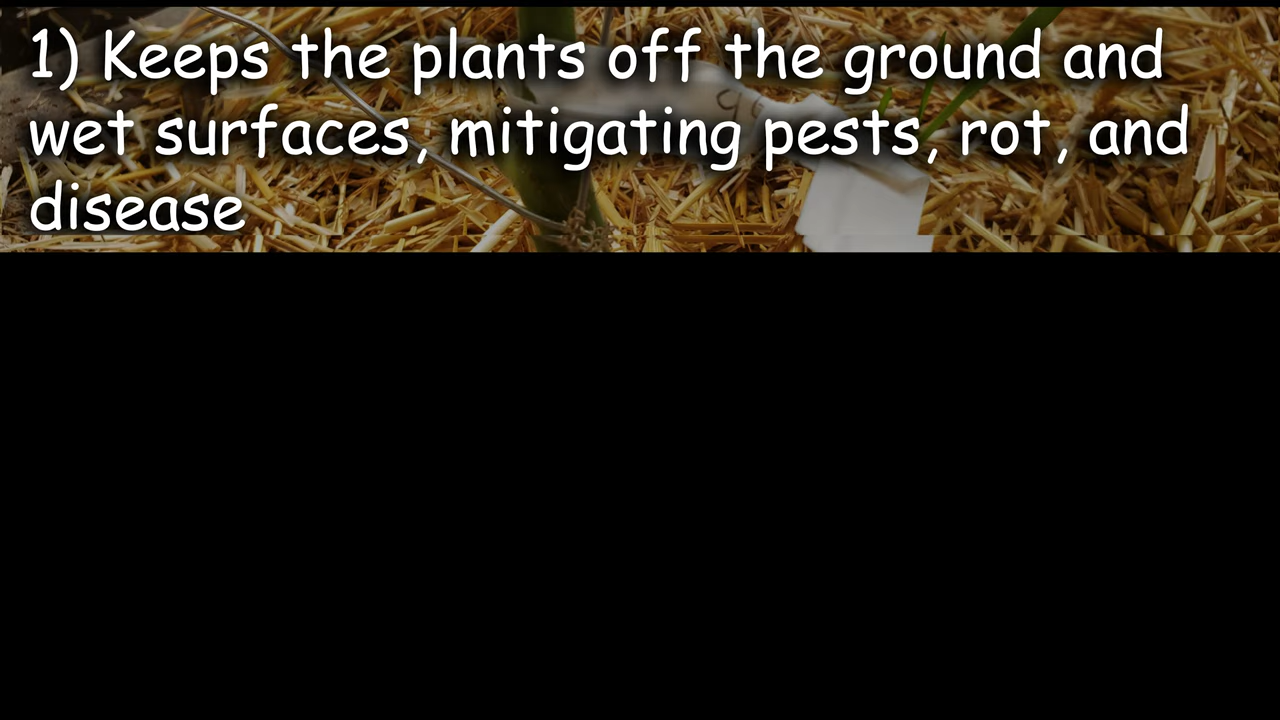 1) Keeps the plants off the ground and
wet surfaces, mitigating pests, rot, and
disease